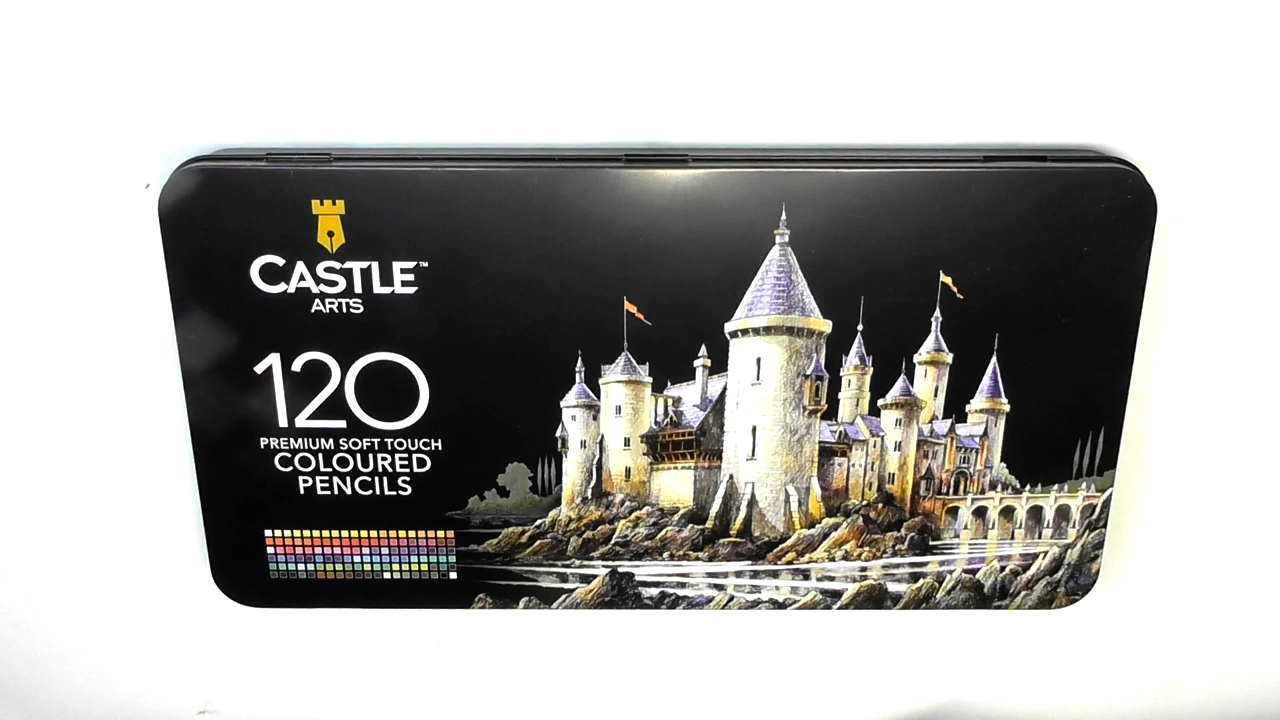 CASTLE™
ARTS
120
PREMIUM SOFT TOUCH
COLOURED
PENCILS